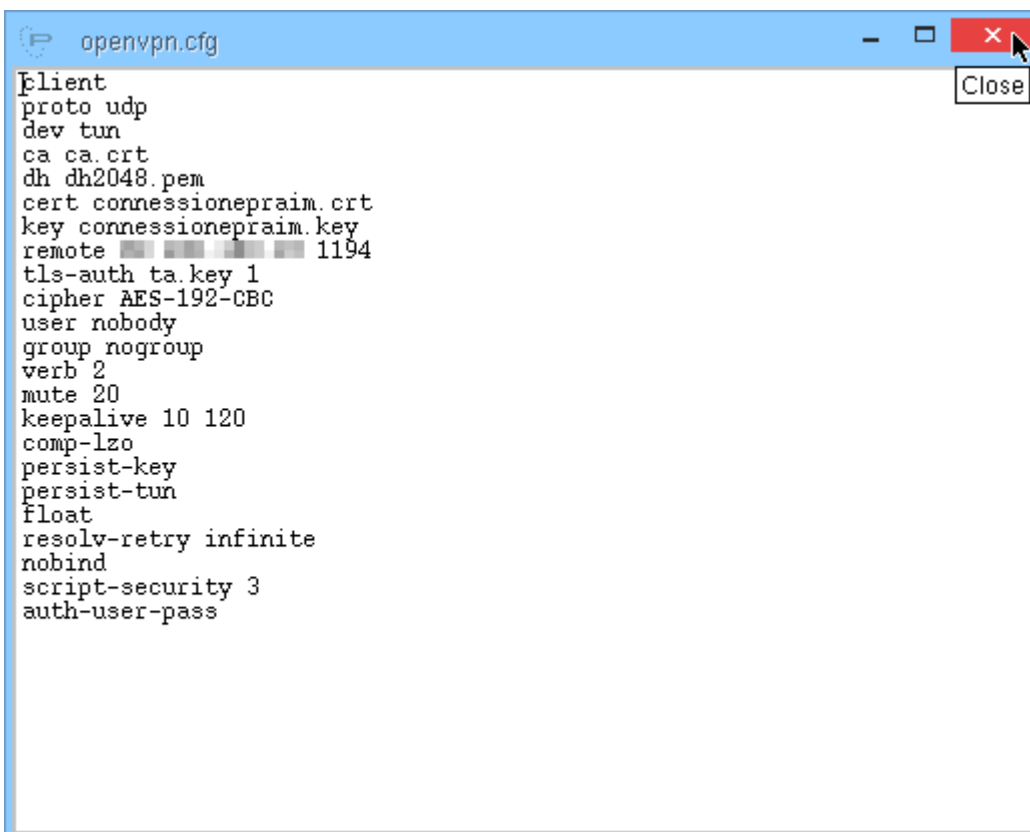 openvpn.cfg
Close
client
proto udp
dev tun
ca ca.crt
dh dh2048.pem
cert connessionepraim.crt
key connessionepraim.key
remote 1194
tls-auth ta.key 1
cipher AES-192-CBC
user nobody
group nogroup
verb 2
mute 20
keepalive 10 120
comp-lzo
persist-key
persist-tun
float
resolv-retry infinite
nobind
script-security 3
auth-user-pass